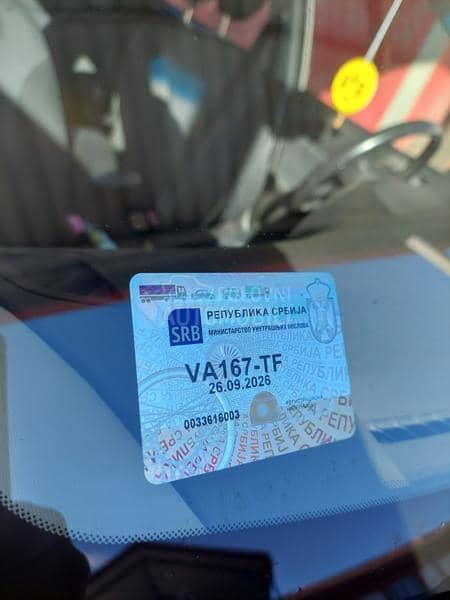 РЕПУБЛИКА СРБИЈА
SRB
МИНИСТАРСТВО УНУТРАШЊИХ ПОСЛОВА
VA167-TF
26.09.2026
0033616003